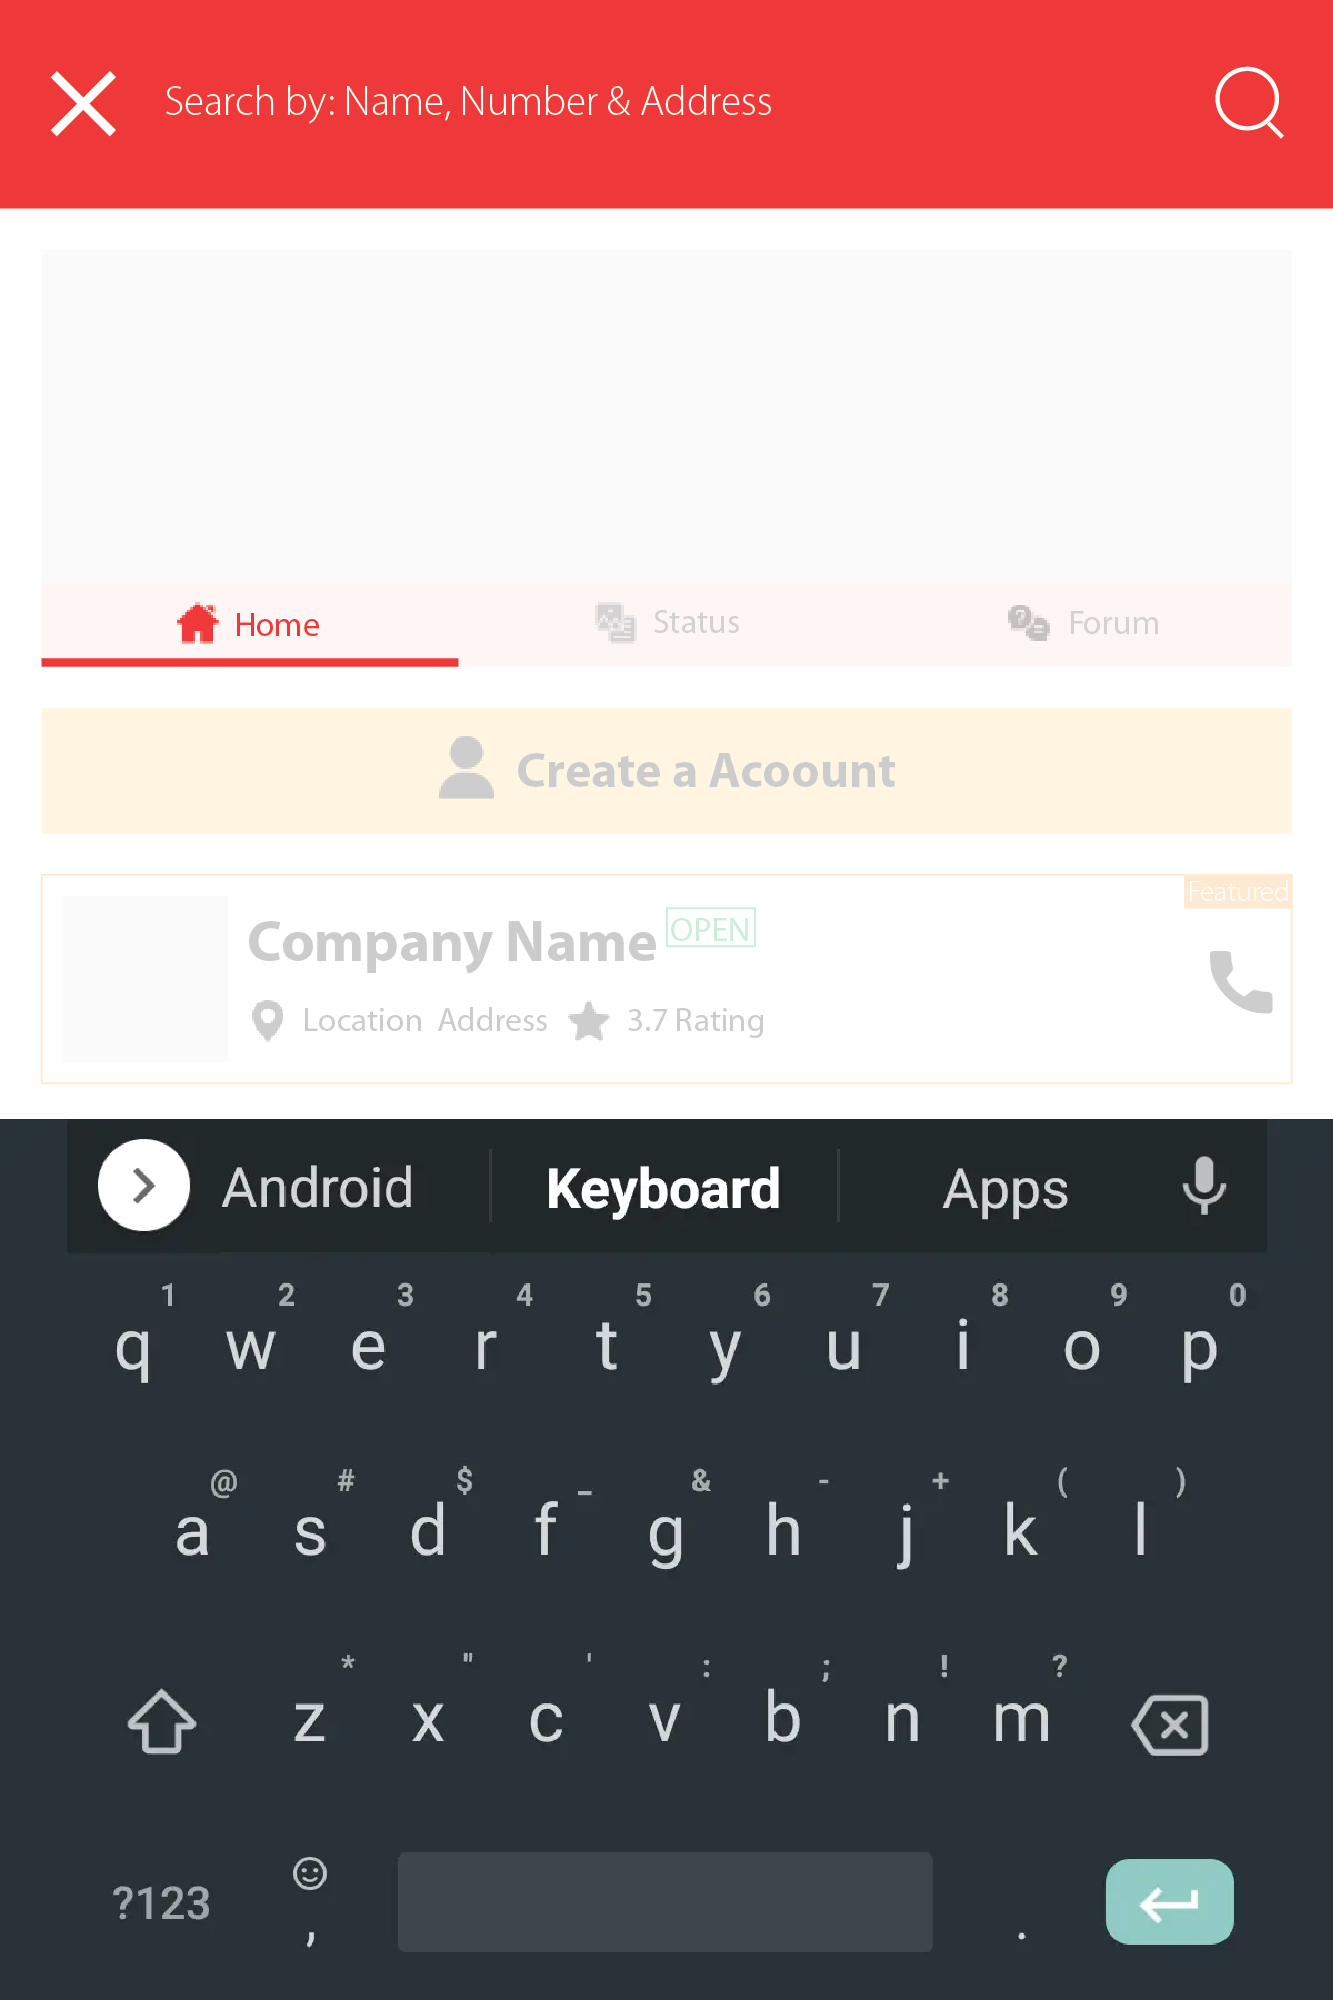 Search by: Name, Number & Address
Home Status Forum
Create a Acoount
Featured
Company Name OPEN
Location Address 3.7 Rating
Android Keyboard Apps
1 2 3 4 5 6 7 8 9 0
q w e r t y u i o p
@ # $ _ & - + ( )
a s d f g h j k l
* " ' : ; ! ?
z x c v b n m
?123 , .